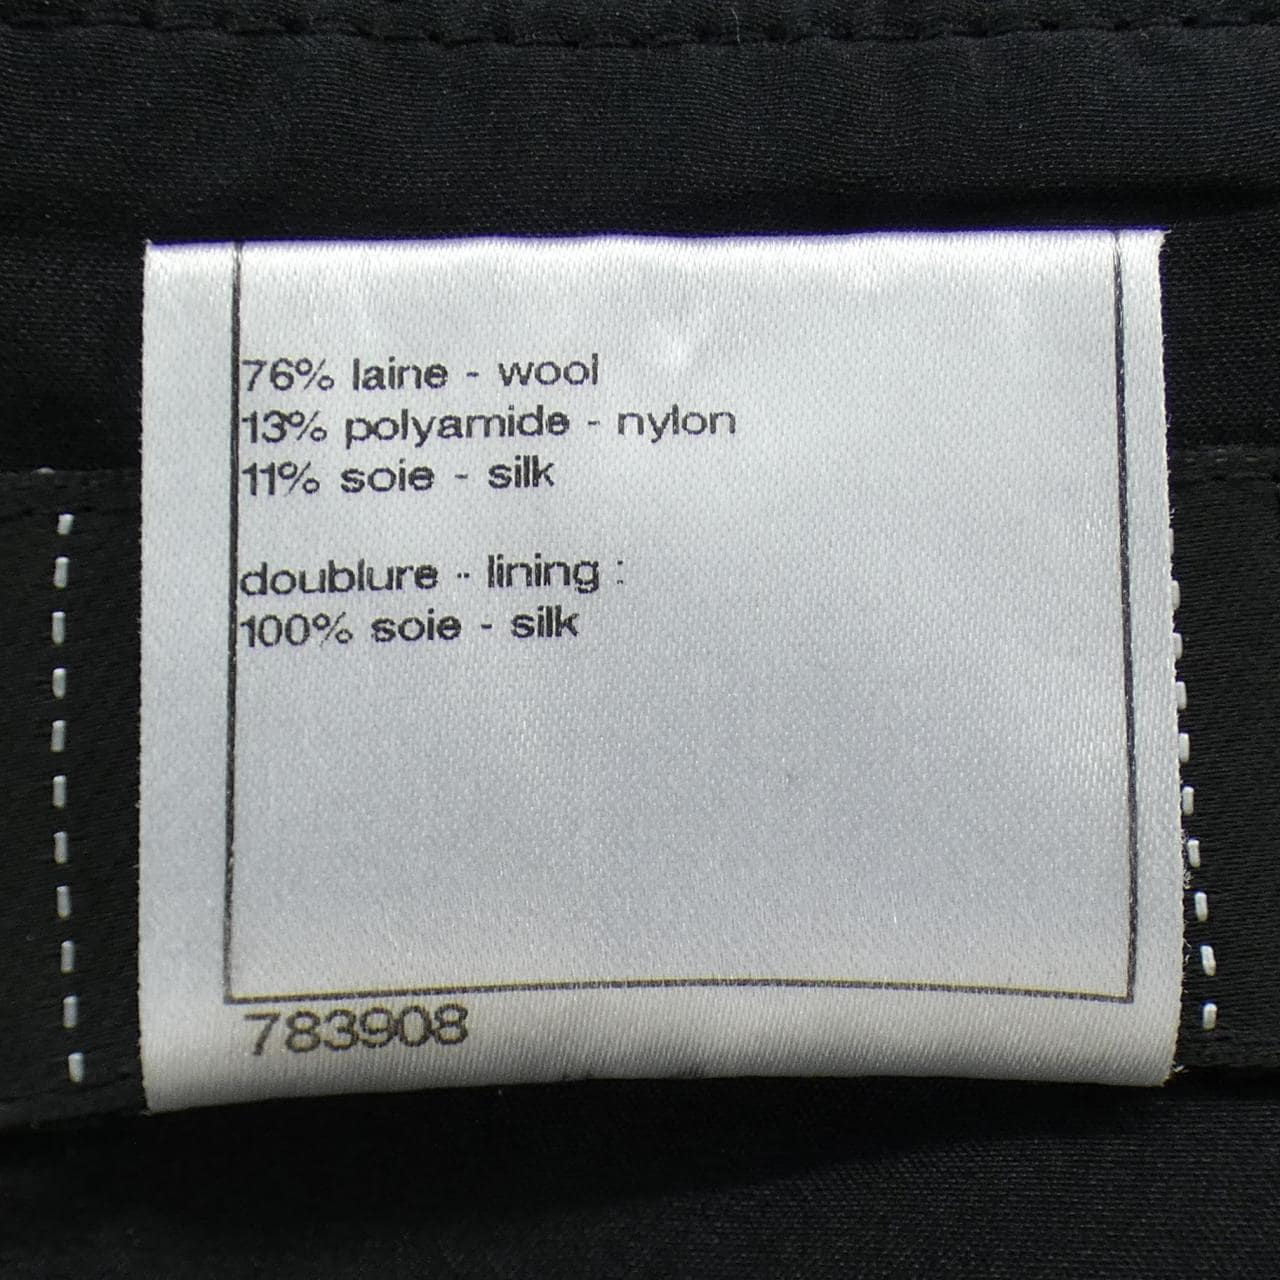 76% laine - wool
13% polyamide - nylon
11% soie - silk
doublure - lining :
100% soie - silk
783908